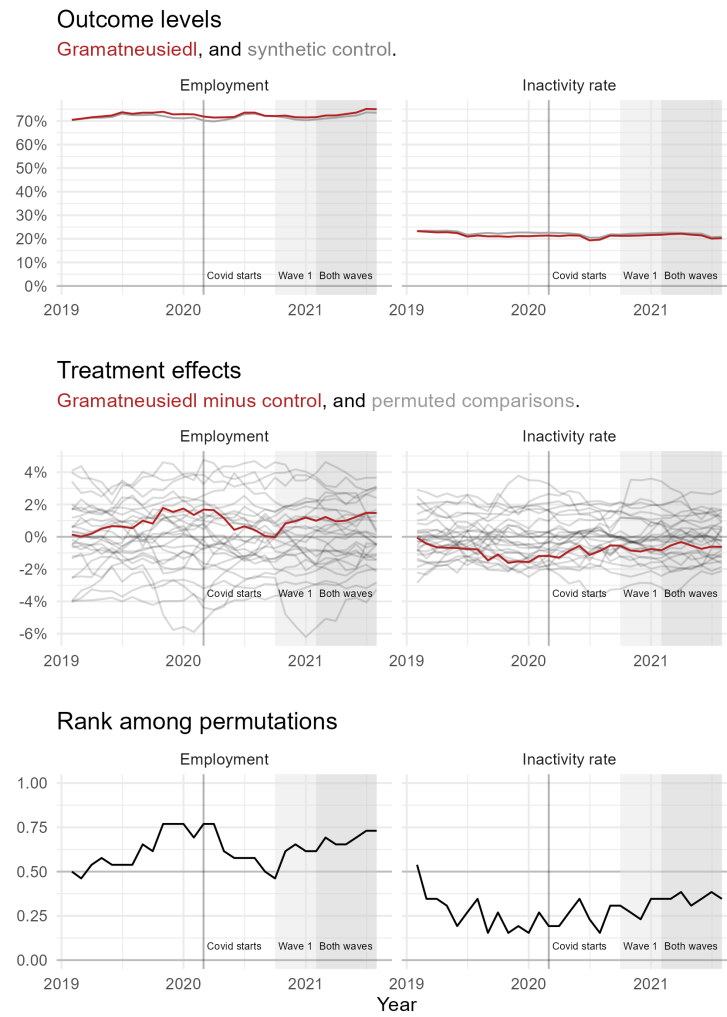 Outcome levels
Gramatneusiedl, and synthetic control.
Employment
Inactivity rate
70%
60%
50%
40%
30%
20%
10%
0%
Covid starts
Wave 1
Both waves
Covid starts
Wave 1
Both waves
2019
2020
2021
2019
2020
2021
Treatment effects
Gramatneusiedl minus control, and permuted comparisons.
Employment
Inactivity rate
4%
2%
0%
-2%
-4%
-6%
Covid starts
Wave 1
Both waves
Covid starts
Wave 1
Both waves
2019
2020
2021
2019
2020
2021
Rank among permutations
Employment
Inactivity rate
1.00
0.75
0.50
0.25
0.00
Covid starts
Wave 1
Both waves
Covid starts
Wave 1
Both waves
2019
2020
2021
2019
2020
2021
Year